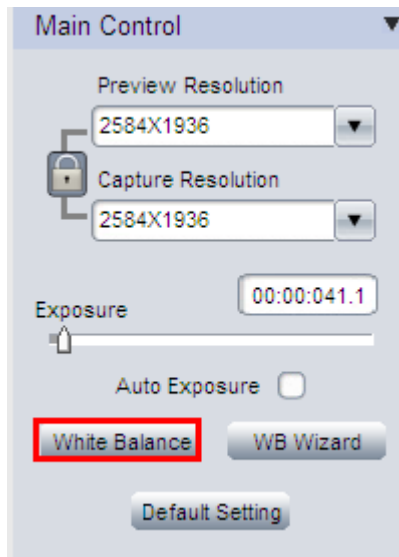 Main Control
Preview Resolution
2584X1936
Capture Resolution
2584X1936
00:00:041.1
Exposure
Auto Exposure
White Balance
WB Wizard
Default Setting